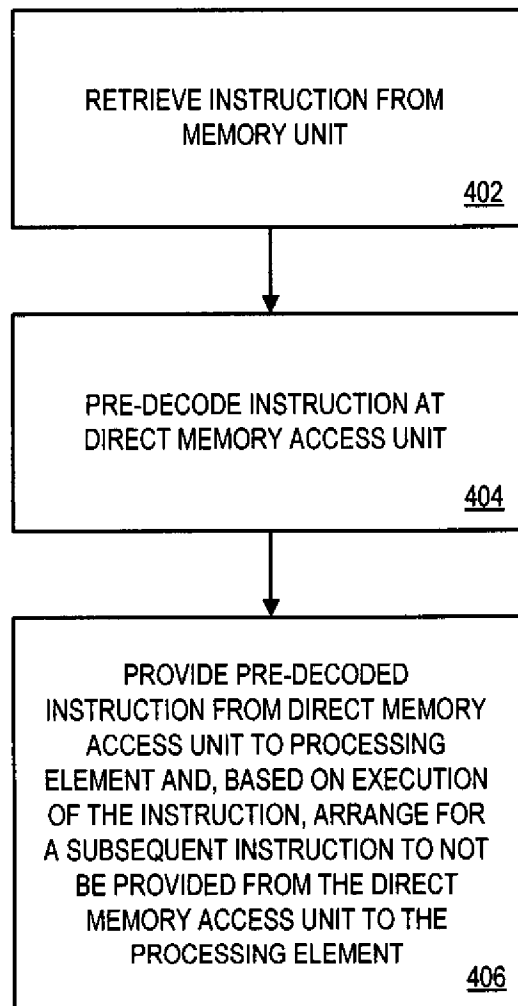 RETRIEVE INSTRUCTION FROM
MEMORY UNIT
402
PRE-DECODE INSTRUCTION AT
DIRECT MEMORY ACCESS UNIT
404
PROVIDE PRE-DECODED
INSTRUCTION FROM DIRECT MEMORY
ACCESS UNIT TO PROCESSING
ELEMENT AND, BASED ON EXECUTION
OF THE INSTRUCTION, ARRANGE FOR
A SUBSEQUENT INSTRUCTION TO NOT
BE PROVIDED FROM THE DIRECT
MEMORY ACCESS UNIT TO THE
PROCESSING ELEMENT
406